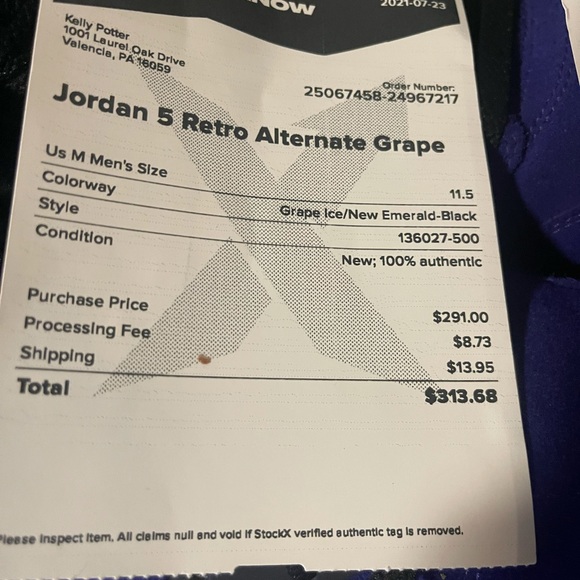 NOW
2021-07-23
Kelly Potter
1001 Laurel Oak Drive
Valencia, PA 16059
Order Number:
25067458-24967217
Jordan 5 Retro Alternate Grape
Us M Men's Size 11.5
Colorway Grape Ice/New Emerald-Black
Style 136027-500
Condition New; 100% authentic
Purchase Price $291.00
Processing Fee $8.73
Shipping $13.95
Total $313.68
Please inspect item. All claims null and void if StockX verified authentic tag is removed.